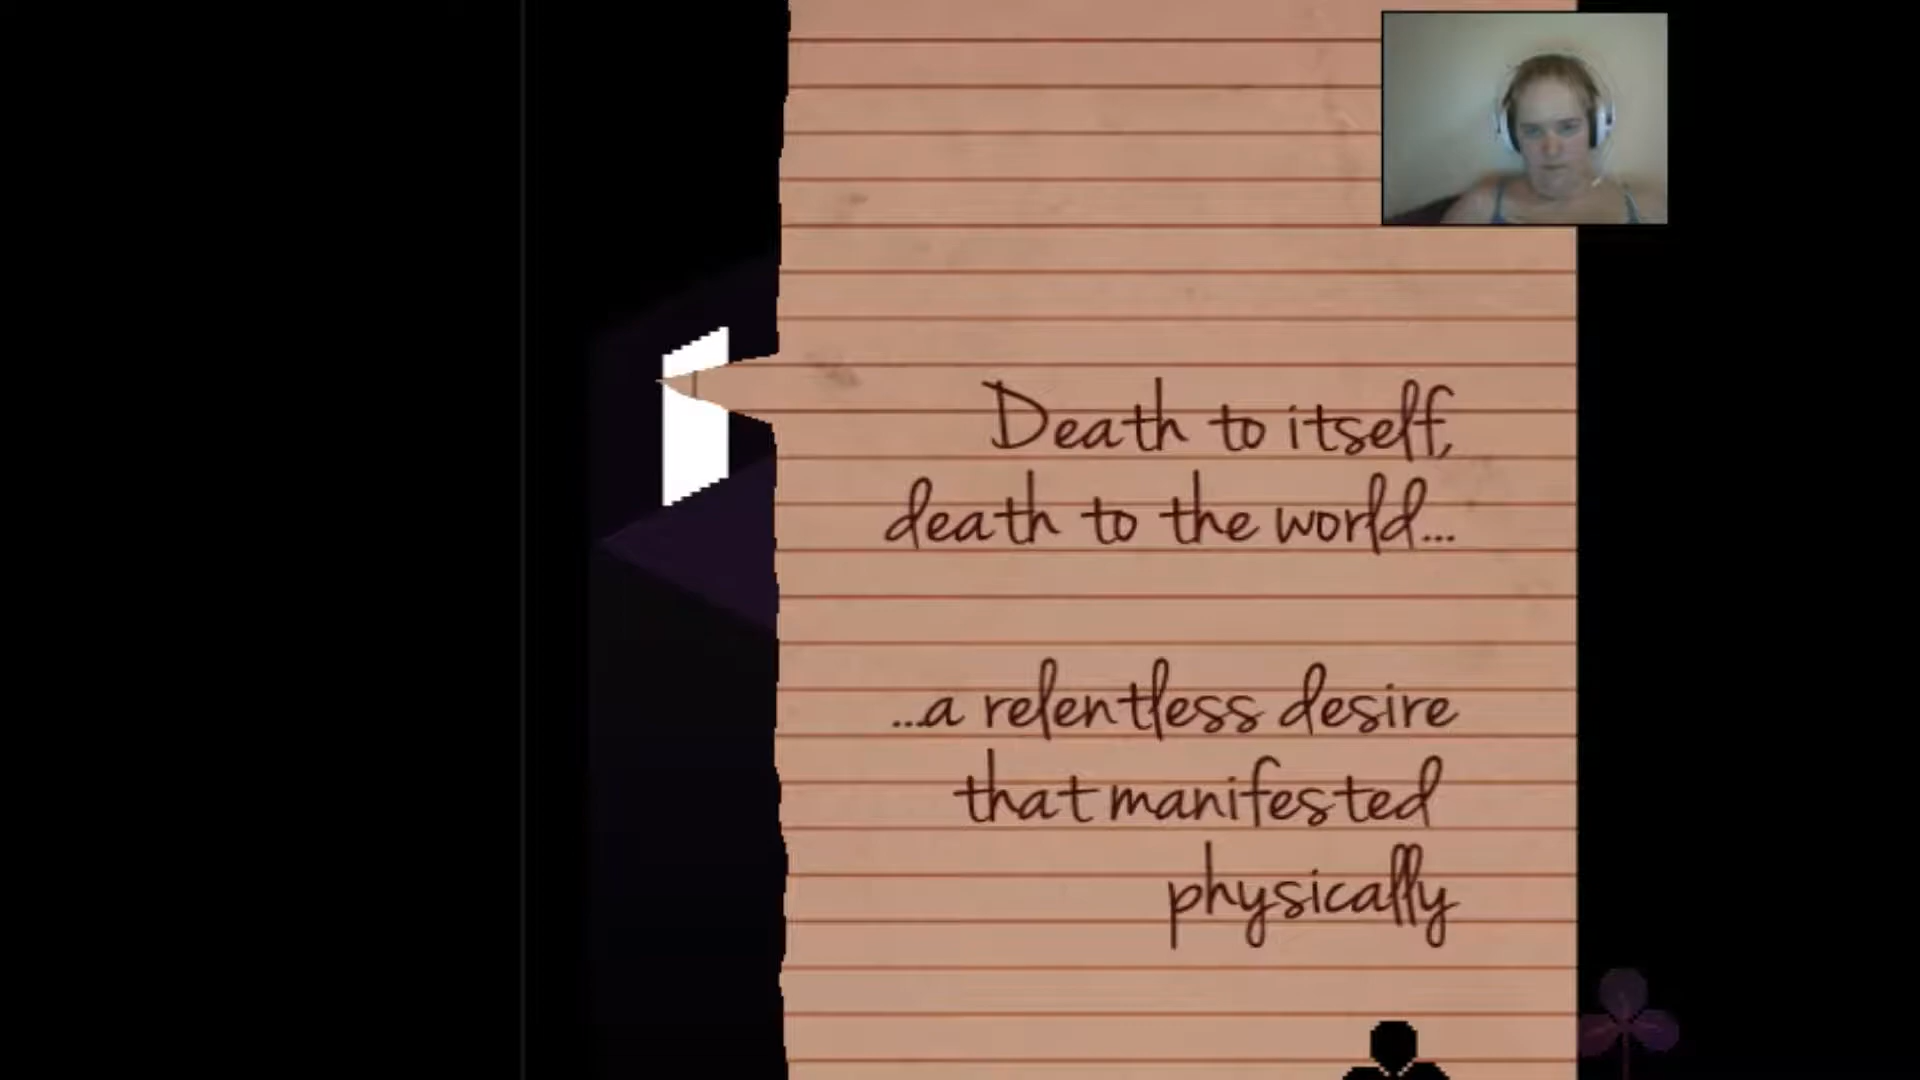 Death to itself,
death to the world...
...a relentless desire
that manifested
physically